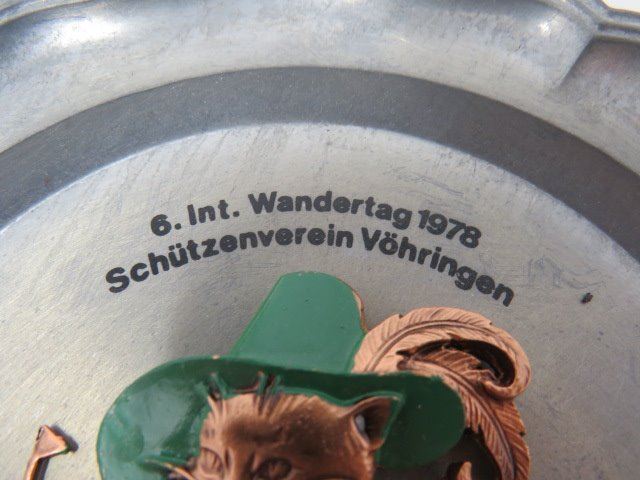 6. Int. Wandertag 1978
Schützenverein Vöhringen